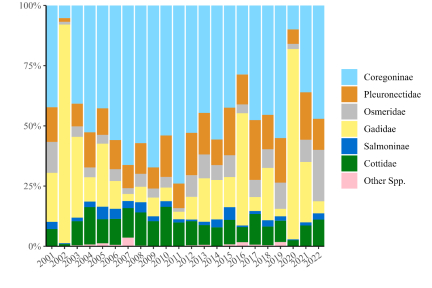 100%
75%
50%
25%
0%
2001 2002 2003 2004 2005 2006 2007 2008 2009 2010 2011 2012 2013 2014 2015 2016 2017 2018 2019 2020 2021 2022
Coregoninae
Pleuronectidae
Osmeridae
Gadidae
Salmoninae
Cottidae
Other Spp.